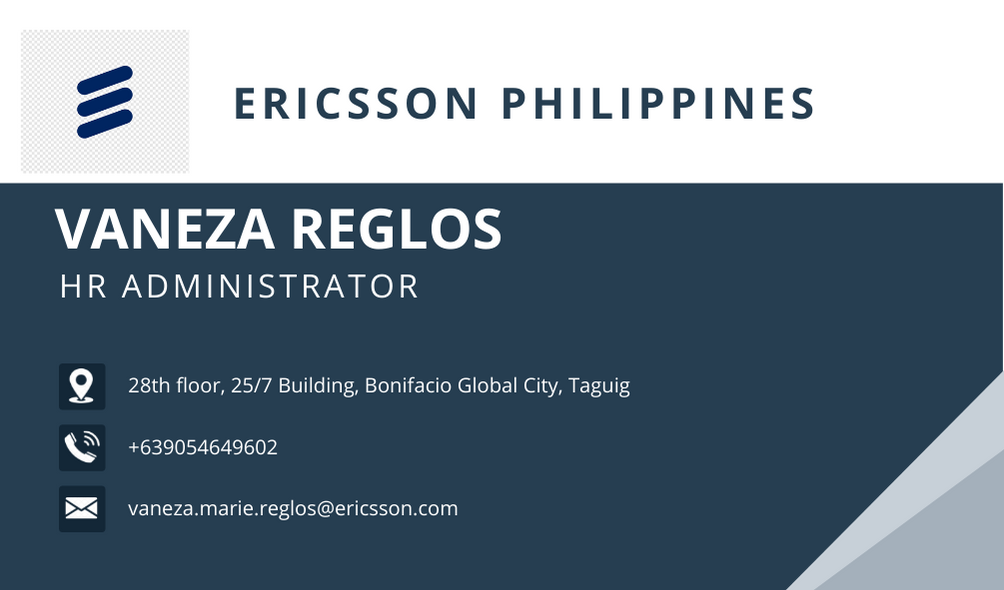 ERICSSON PHILIPPINES
VANEZA REGLOS
HR ADMINISTRATOR
28th floor, 25/7 Building, Bonifacio Global City, Taguig
+639054649602
vaneza.marie.reglos@ericsson.com